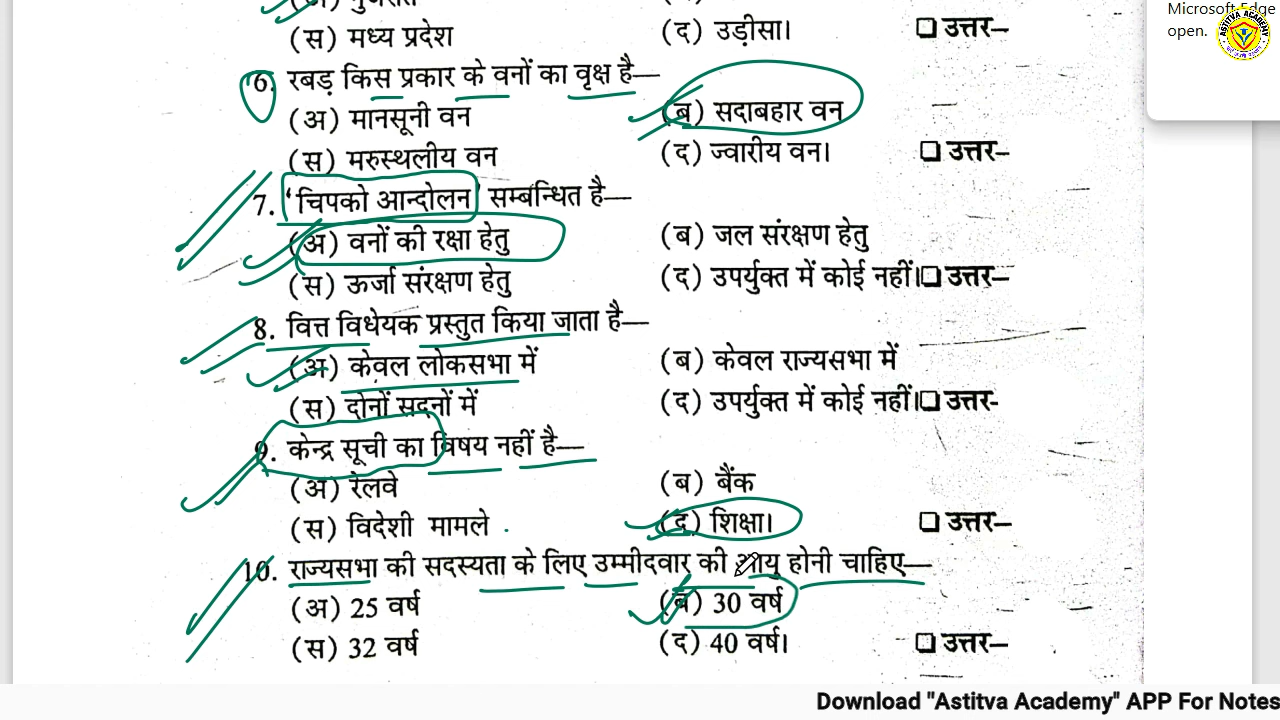 (अ) गुजरात
(स) मध्य प्रदेश (द) उड़ीसा। उत्तर–
6. रबड़ किस प्रकार के वनों का वृक्ष है—
(अ) मानसूनी वन (ब) सदाबहार वन
(स) मरुस्थलीय वन (द) ज्वारीय वन। उत्तर–
7. 'चिपको आन्दोलन' सम्बन्धित है—
(अ) वनों की रक्षा हेतु (ब) जल संरक्षण हेतु
(स) ऊर्जा संरक्षण हेतु (द) उपर्युक्त में कोई नहीं। उत्तर–
8. वित्त विधेयक प्रस्तुत किया जाता है—
(अ) केवल लोकसभा में (ब) केवल राज्यसभा में
(स) दोनों सदनों में (द) उपर्युक्त में कोई नहीं। उत्तर-
9. केन्द्र सूची का विषय नहीं है—
(अ) रेलवे (ब) बैंक
(स) विदेशी मामले (द) शिक्षा। उत्तर–
10. राज्यसभा की सदस्यता के लिए उम्मीदवार की आयु होनी चाहिए—
(अ) 25 वर्ष (ब) 30 वर्ष
(स) 32 वर्ष (द) 40 वर्ष। उत्तर–
Microsoft Edge
open.
ASTITVA ACADEMY
Download "Astitva Academy" APP For Notes